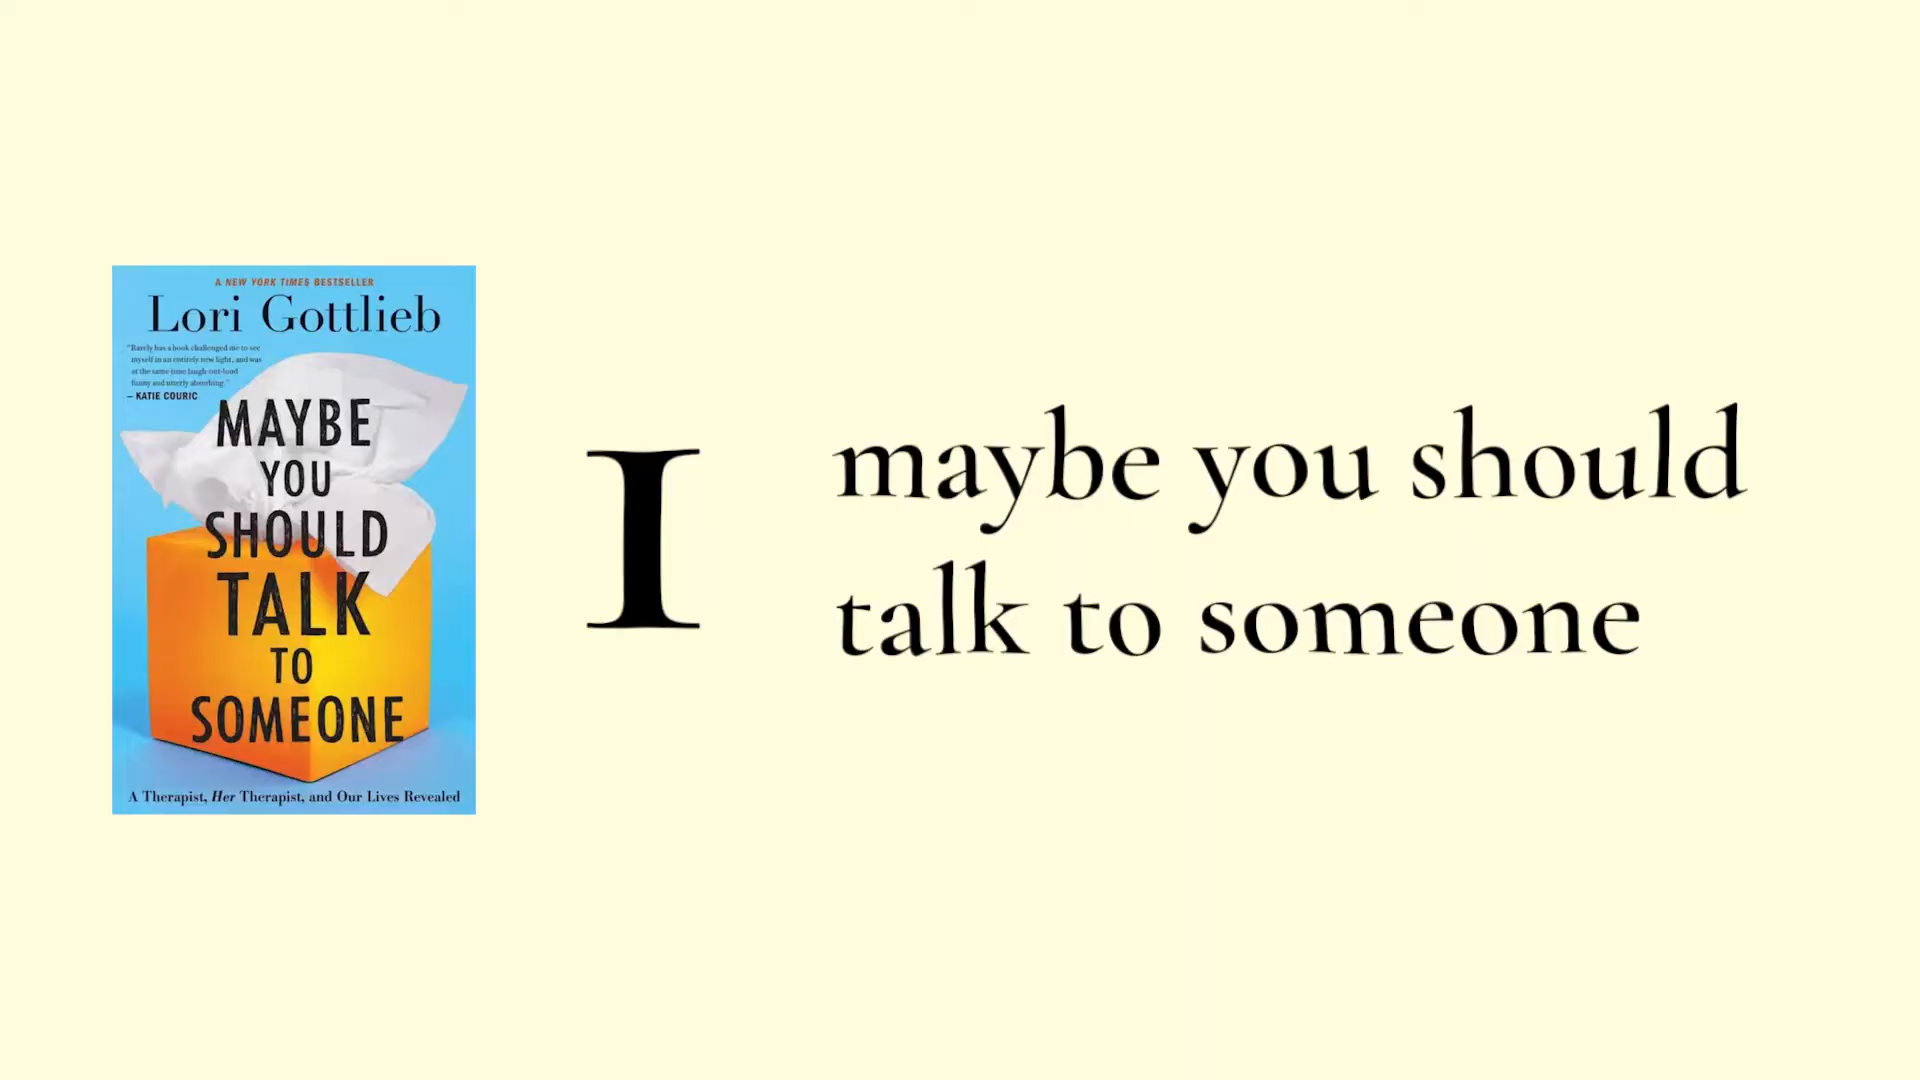 A NEW YORK TIMES BESTSELLER
Lori Gottlieb
"Rarely has a book challenged me to see
myself in an entirely new light, and was
at the same time laugh-out-loud
funny and utterly absorbing."
— KATIE COURIC
MAYBE
YOU
SHOULD
TALK
TO
SOMEONE
A Therapist, Her Therapist, and Our Lives Revealed
1
maybe you should
talk to someone